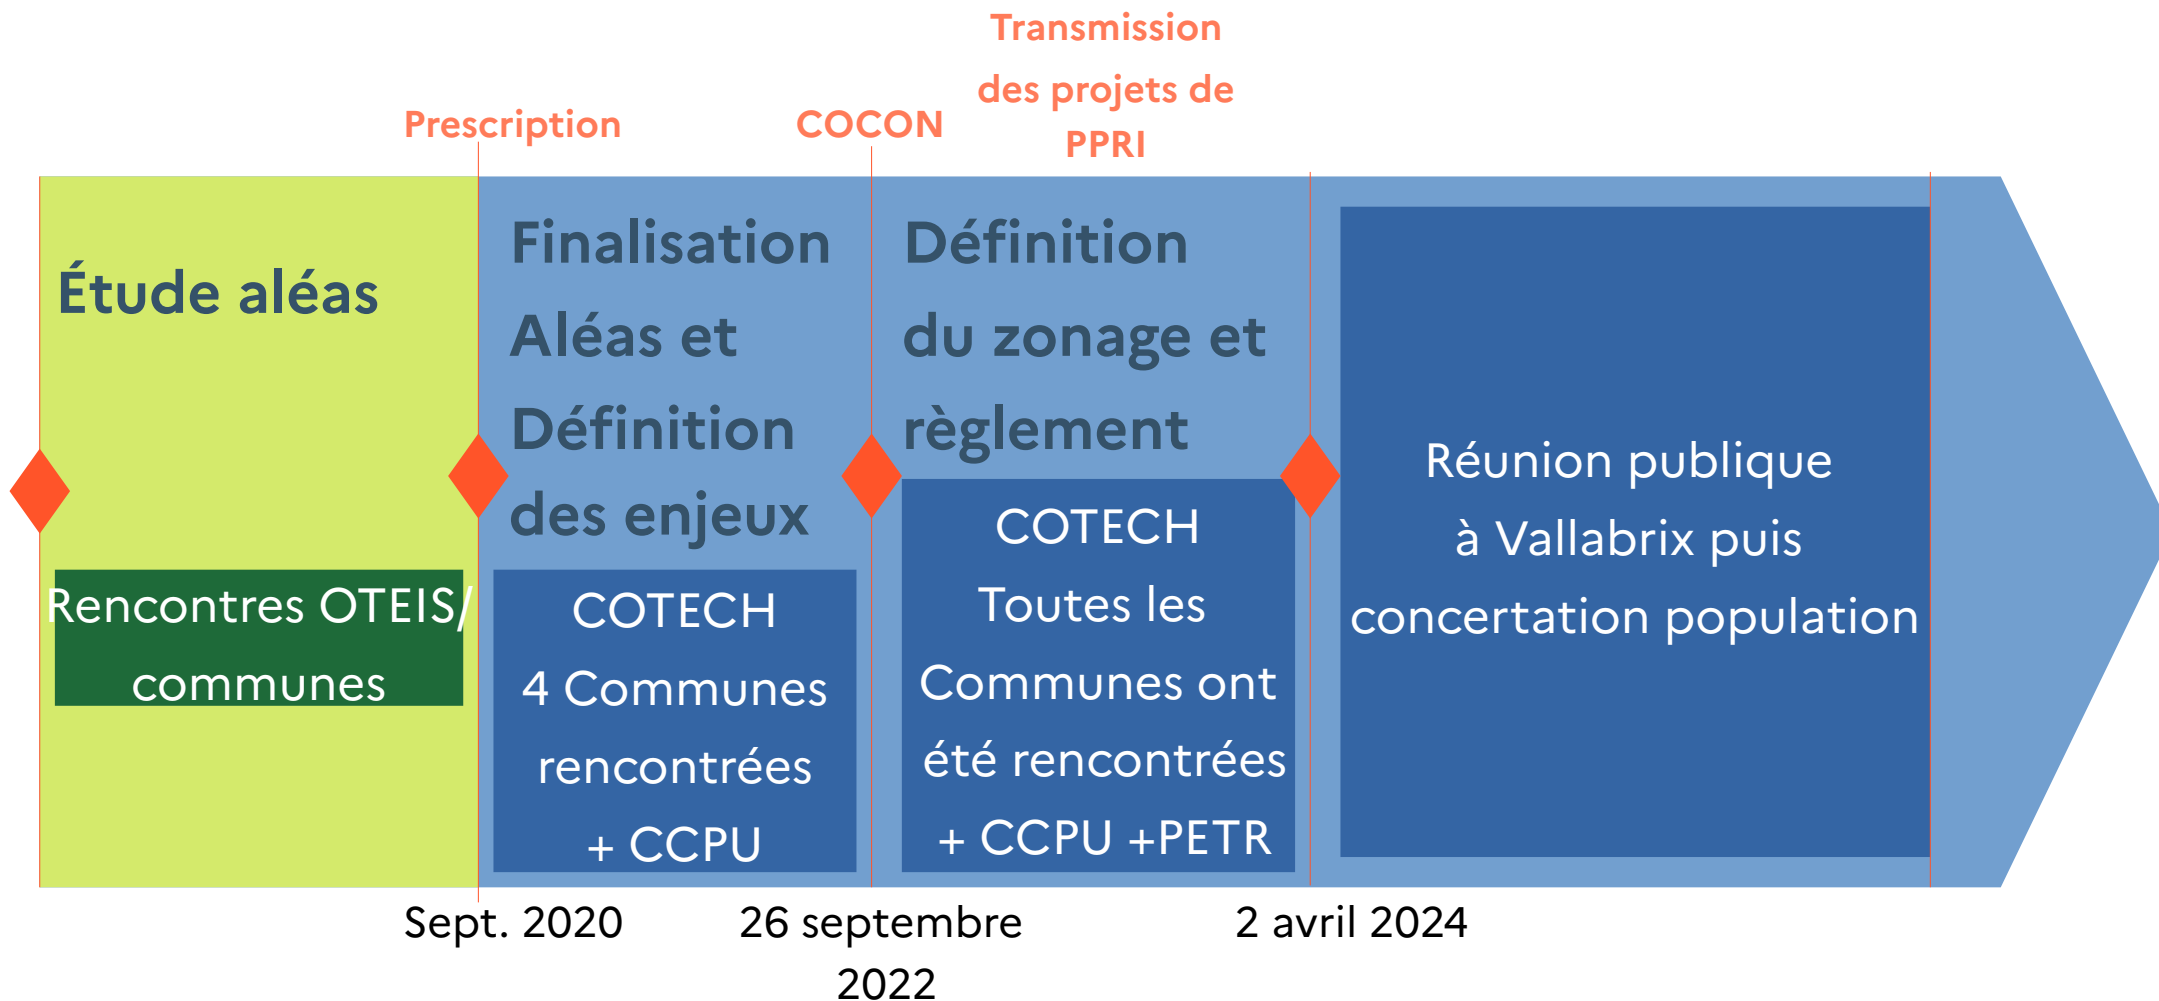 Transmission
des projets de
PPRI
Prescription
COCON
Étude aléas
Rencontres OTEIS/
communes
Finalisation
Aléas et
Définition
des enjeux
COTECH
4 Communes
rencontrées
+ CCPU
Définition
du zonage et
règlement
COTECH
Toutes les
Communes ont
été rencontrées
+ CCPU +PETR
Réunion publique
à Vallabrix puis
concertation population
Sept. 2020
26 septembre
2022
2 avril 2024